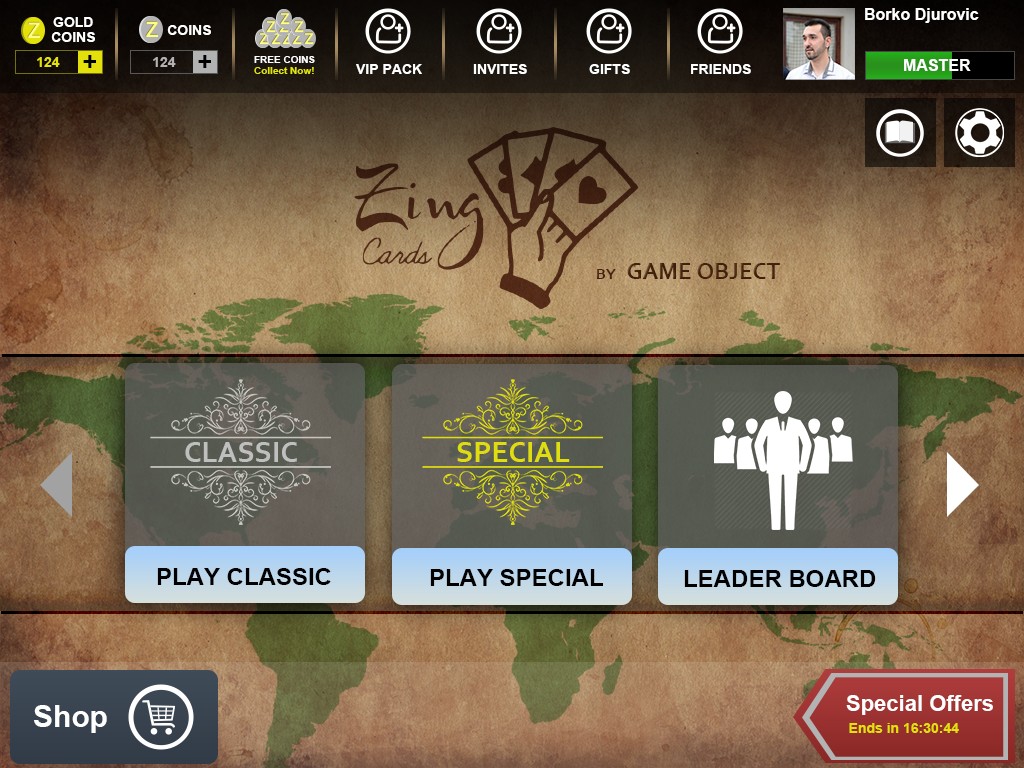 GOLD
COINS
124 +
COINS
124 +
FREE COINS
Collect Now!
VIP PACK
INVITES
GIFTS
FRIENDS
Borko Djurovic
MASTER
Zing
Cards
BY GAME OBJECT
CLASSIC
PLAY CLASSIC
SPECIAL
PLAY SPECIAL
LEADER BOARD
Shop
Special Offers
Ends in 16:30:44